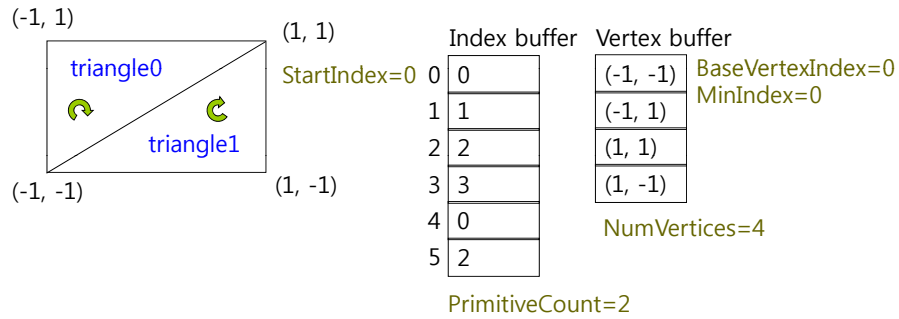 (-1, 1)
(1, 1)
triangle0
triangle1
(-1, -1)
(1, -1)
Index buffer
StartIndex=0
0 0
1 1
2 2
3 3
4 0
5 2
PrimitiveCount=2
Vertex buffer
(-1, -1)
(-1, 1)
(1, 1)
(1, -1)
BaseVertexIndex=0
MinIndex=0
NumVertices=4